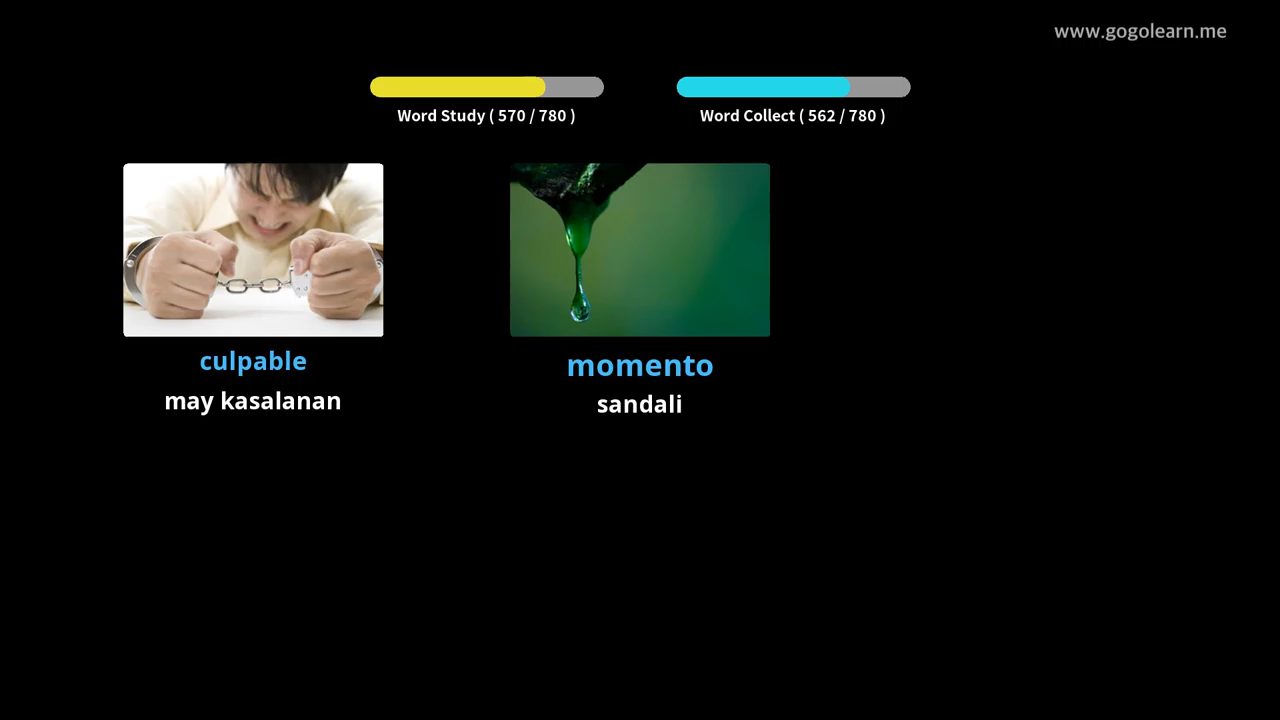 www.gogolearn.me
Word Study ( 570 / 780 )
Word Collect ( 562 / 780 )
culpable
may kasalanan
momento
sandali